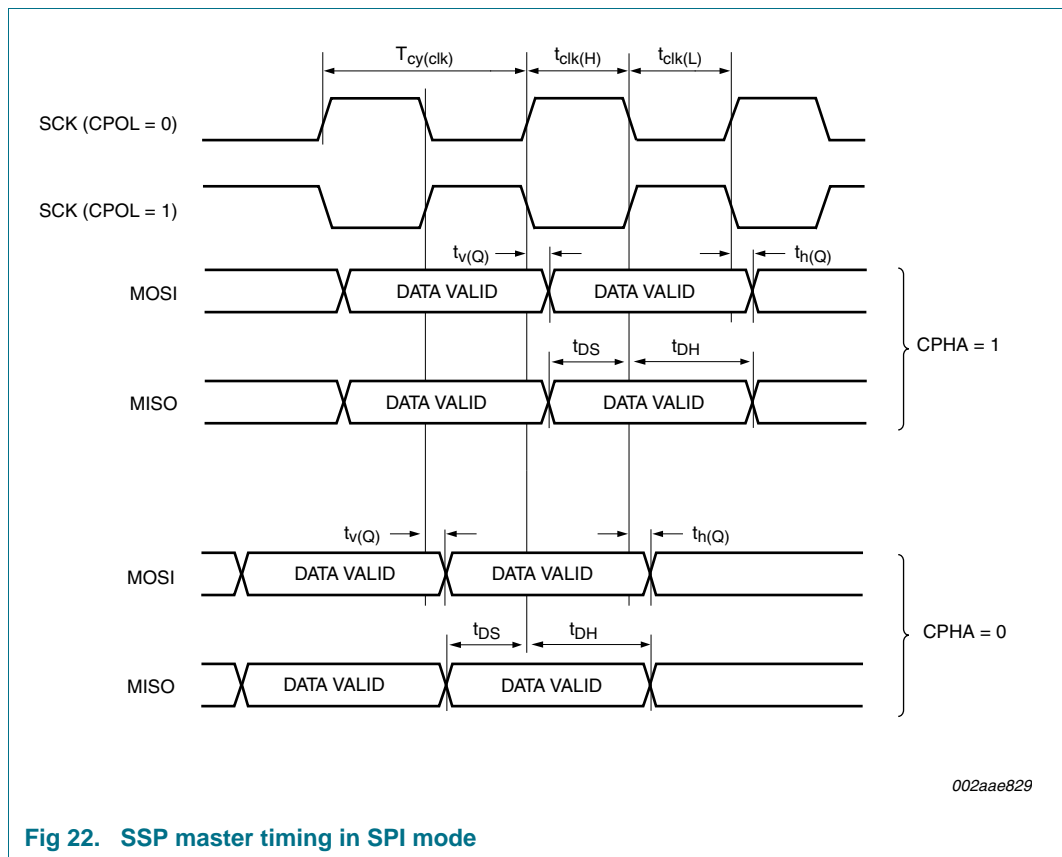 Tcy(clk) tclk(H) tclk(L)
SCK (CPOL = 0)
SCK (CPOL = 1)
tv(Q) th(Q)
MOSI DATA VALID DATA VALID
tDS tDH CPHA = 1
MISO DATA VALID DATA VALID
tv(Q) th(Q)
MOSI DATA VALID DATA VALID
tDS tDH CPHA = 0
MISO DATA VALID DATA VALID
002aae829
Fig 22. SSP master timing in SPI mode